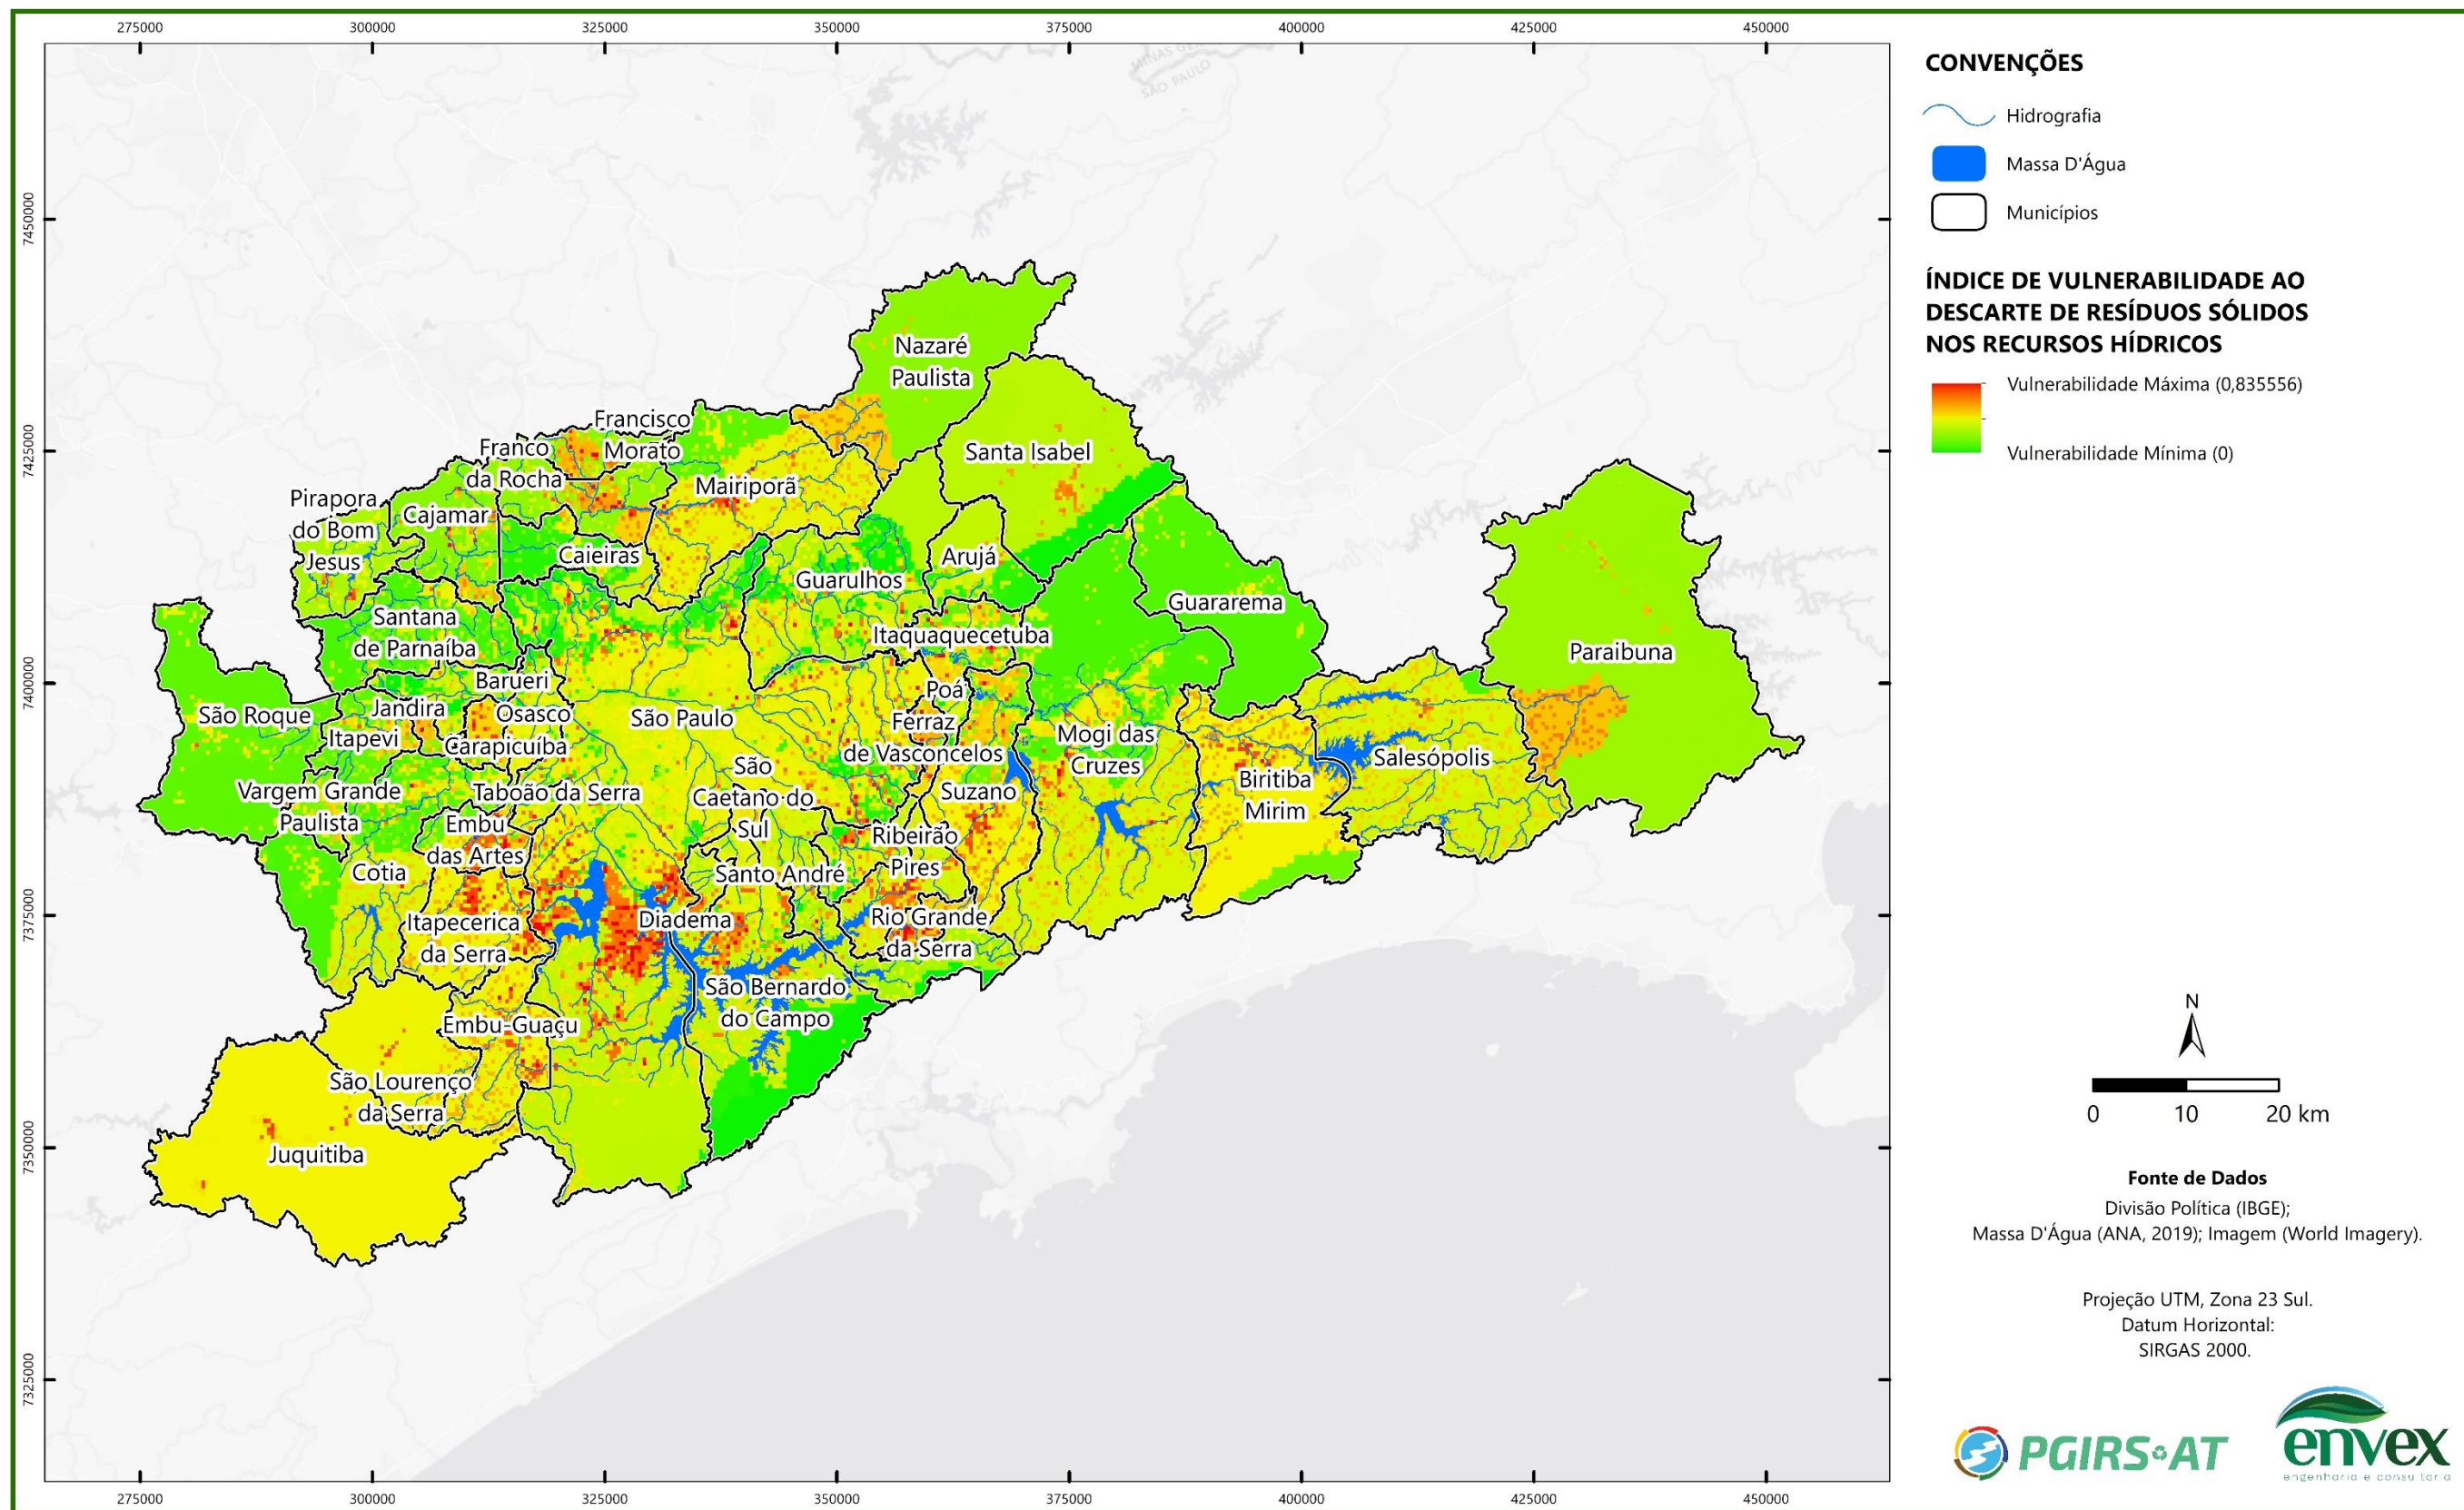 275000 300000 325000 350000 375000 400000 425000 450000
MINAS GERAIS
SÃO PAULO
7450000
7425000
7400000
7375000
7350000
7325000
Nazaré
Paulista
Francisco
Morato
Franco
da Rocha
Santa Isabel
Mairiporã
Pirapora
do Bom
Jesus
Cajamar
Caieiras
Arujá
Guarulhos
Guararema
Santana
de Parnaíba
Itaquaquecetuba
Paraibuna
Barueri
Poá
Jandira
São Roque
Osasco
São Paulo
Ferraz
de Vasconcelos
Itapevi
Carapicuíba
Mogi das
Cruzes
Salesópolis
São
Caetano do
Sul
Biritiba
Mirim
Vargem Grande
Paulista
Taboão da Serra
Suzano
Embu
das Artes
Ribeirão
Pires
Cotia
Santo André
Itapecerica
da Serra
Diadema
Rio Grande
da Serra
São Bernardo
do Campo
Embu-Guaçu
São Lourenço
da Serra
Juquitiba
275000 300000 325000 350000 375000 400000 425000 450000
CONVENÇÕES
Hidrografia
Massa D'Água
Municípios
ÍNDICE DE VULNERABILIDADE AO
DESCARTE DE RESÍDUOS SÓLIDOS
NOS RECURSOS HÍDRICOS
Vulnerabilidade Máxima (0,835556)
Vulnerabilidade Mínima (0)
N
0 10 20 km
Fonte de Dados
Divisão Política (IBGE);
Massa D'Água (ANA, 2019); Imagem (World Imagery).
Projeção UTM, Zona 23 Sul.
Datum Horizontal:
SIRGAS 2000.
PGIRS AT
envex
engenharia e consultoria